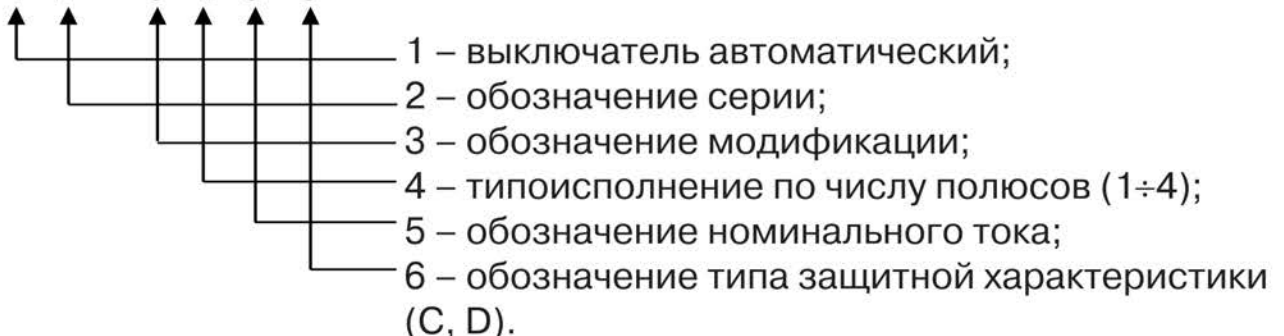 1 – выключатель автоматический;
2 – обозначение серии;
3 – обозначение модификации;
4 – типоисполнение по числу полюсов (1÷4);
5 – обозначение номинального тока;
6 – обозначение типа защитной характеристики
(C, D).